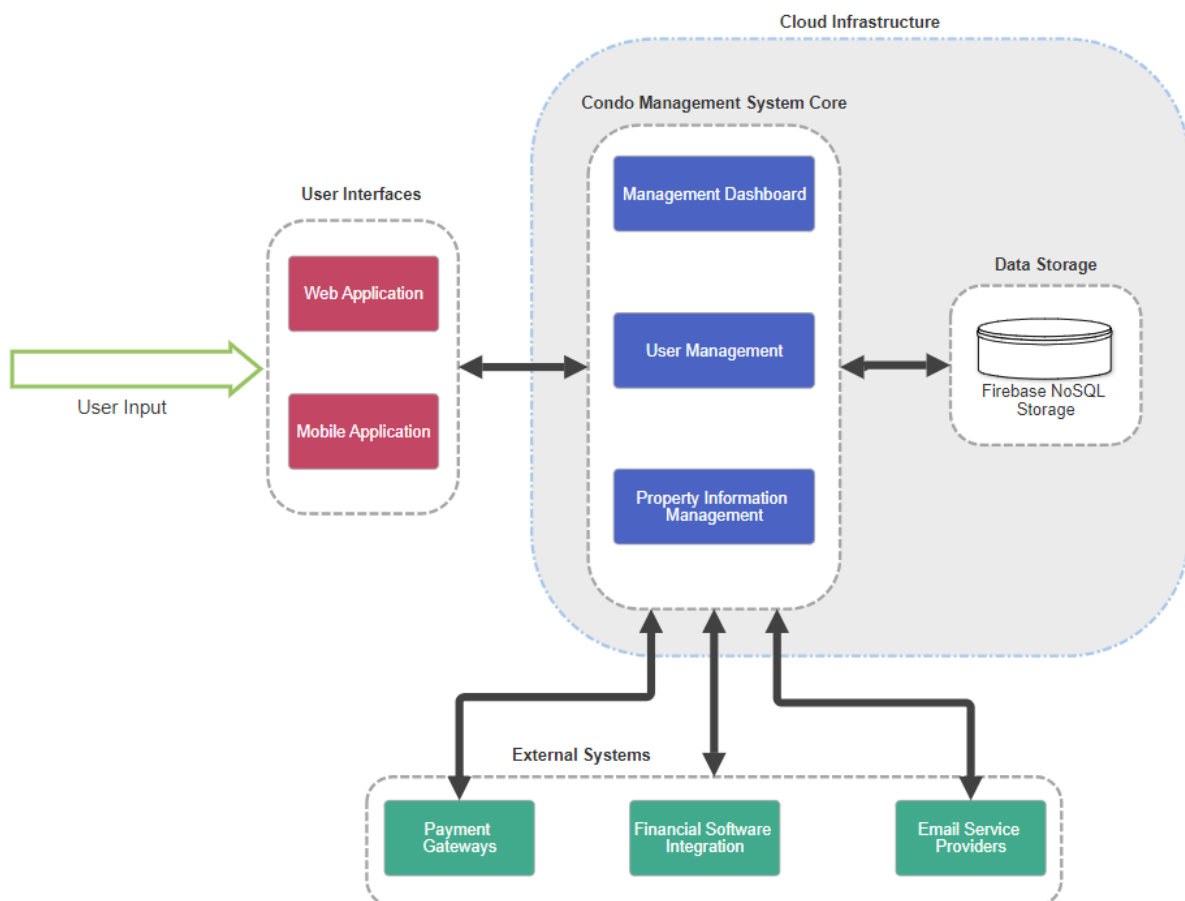 Cloud Infrastructure
Condo Management System Core
Management Dashboard
User Interfaces
Web Application
User Management
Data Storage
Firebase NoSQL
Storage
User Input
Mobile Application
Property Information
Management
External Systems
Payment
Gateways
Financial Software
Integration
Email Service
Providers